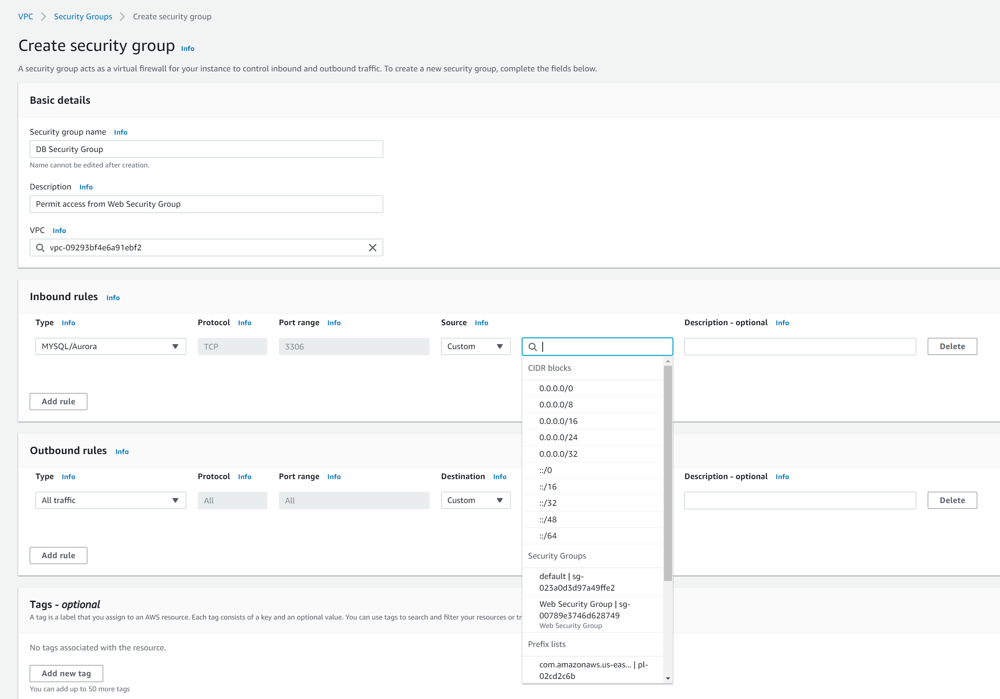 VPC > Security Groups > Create security group
Create security group Info
A security group acts as a virtual firewall for your instance to control inbound and outbound traffic. To create a new security group, complete the fields below.
Basic details
Security group name Info
DB Security Group
Name cannot be edited after creation.
Description Info
Permit access from Web Security Group
VPC Info
vpc-09293bf4e6a91ebf2
Inbound rules Info
Type Info Protocol Info Port range Info Source Info Description - optional Info
MYSQL/Aurora TCP 3306 Custom Delete
CIDR blocks
0.0.0.0/0
0.0.0.0/8
0.0.0.0/16
0.0.0.0/24
0.0.0.0/32
::/0
::/16
::/32
::/48
::/64
Security Groups
default | sg-
023a0d3d97a49ffe2
Web Security Group | sg-
00789e3746d628749
Web Security Group
Prefix lists
com.amazonaws.us-eas... | pl-
02cd2c6b
Add rule
Outbound rules Info
Type Info Protocol Info Port range Info Destination Info Description - optional Info
All traffic All All Custom Delete
Add rule
Tags - optional
A tag is a label that you assign to an AWS resource. Each tag consists of a key and an optional value. You can use tags to search and filter your resources or tr
No tags associated with the resource.
Add new tag
You can add up to 50 more tags